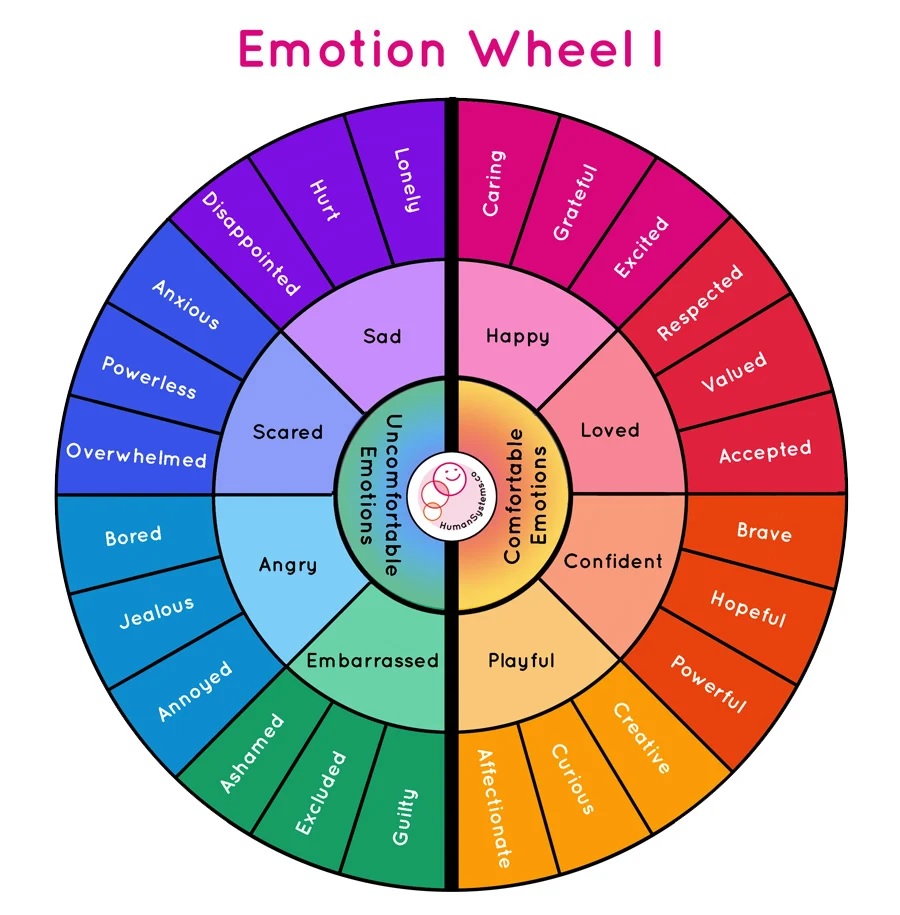 Emotion Wheel I
Caring
Grateful
Excited
Respected
Valued
Accepted
Brave
Hopeful
Powerful
Creative
Curious
Affectionate
Guilty
Excluded
Ashamed
Annoyed
Jealous
Bored
Overwhelmed
Powerless
Anxious
Disappointed
Hurt
Lonely
Happy
Loved
Confident
Playful
Embarrassed
Angry
Scared
Sad
Uncomfortable
Emotions
Comfortable
Emotions
HumanSystems.co